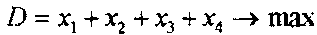 D = x₁ + x₂ + x₃ + x₄ → max